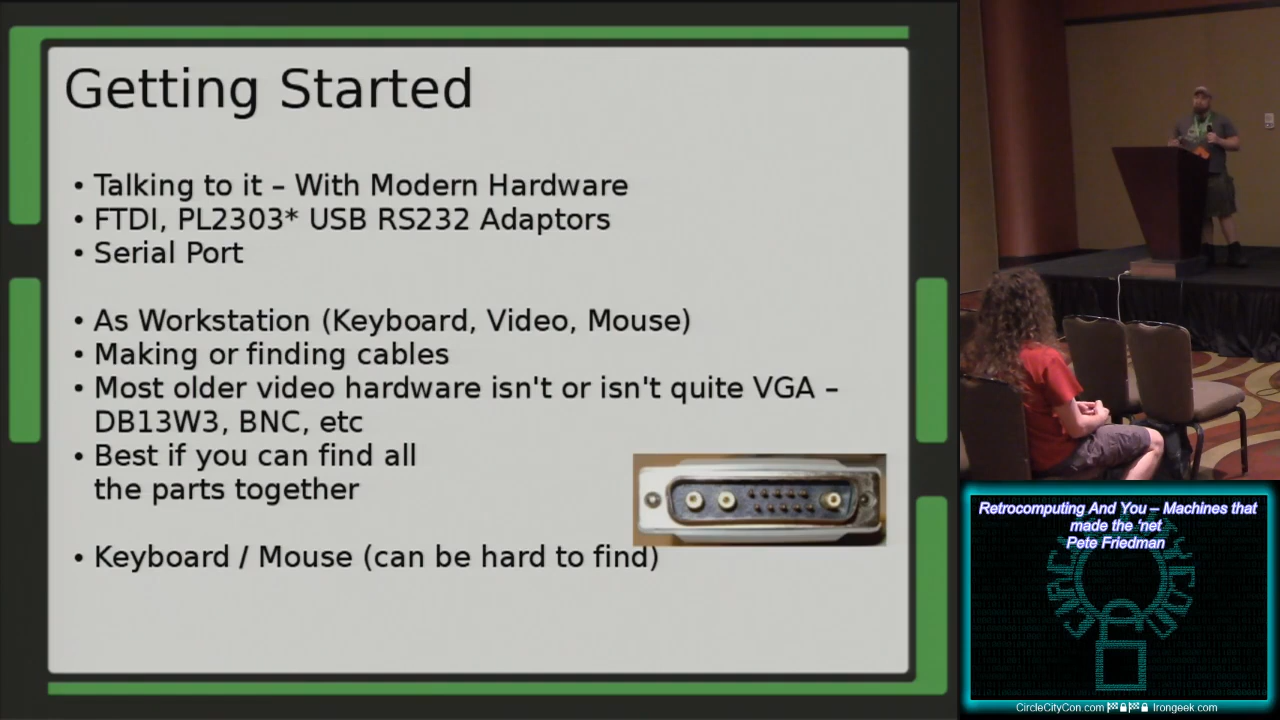 Getting Started
• Talking to it – With Modern Hardware
• FTDI, PL2303* USB RS232 Adaptors
• Serial Port
• As Workstation (Keyboard, Video, Mouse)
• Making or finding cables
• Most older video hardware isn't or isn't quite VGA –
DB13W3, BNC, etc
• Best if you can find all
the parts together
• Keyboard / Mouse (can be hard to find)
Retrocomputing And You – Machines that
made the ‘net
Pete Friedman
CircleCityCon.com Irongeek.com